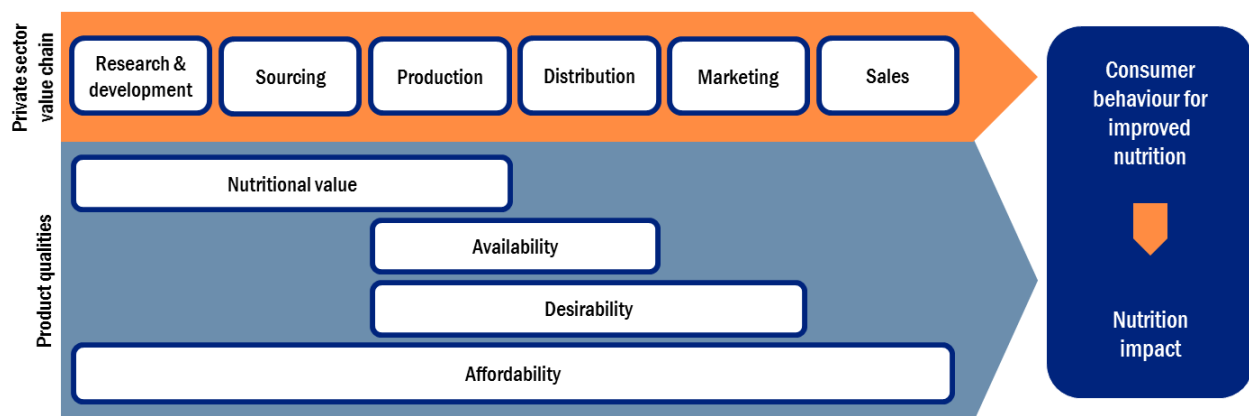 Private sector
value chain
Research &
development
Sourcing
Production
Distribution
Marketing
Sales
Product qualities
Nutritional value
Availability
Desirability
Affordability
Consumer
behaviour for
improved
nutrition
Nutrition
impact